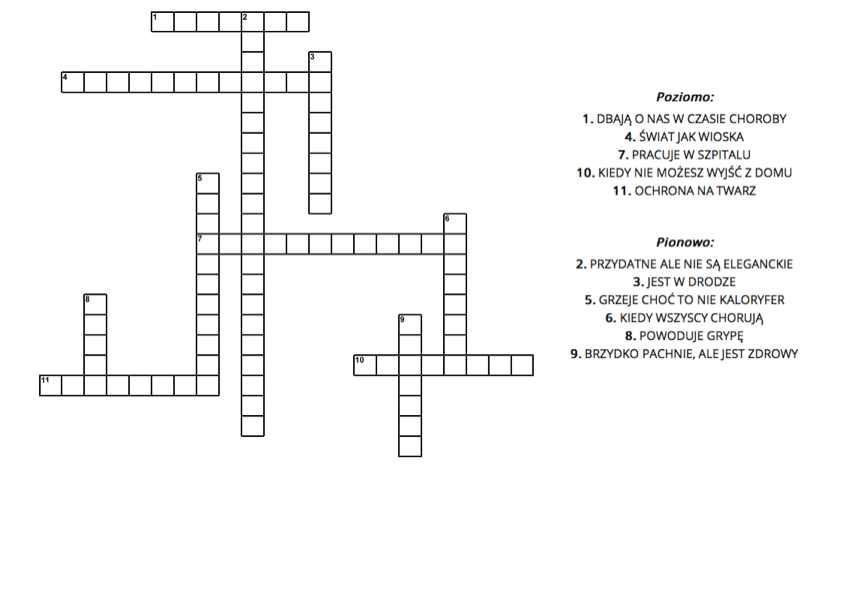 1
2
3
4
5
6
7
8
9
10
11
Poziomo:
1. DBAJĄ O NAS W CZASIE CHOROBY
4. ŚWIAT JAK WIOSKA
7. PRACUJE W SZPITALU
10. KIEDY NIE MOŻESZ WYJŚĆ Z DOMU
11. OCHRONA NA TWARZ
Pionowo:
2. PRZYDATNE ALE NIE SĄ ELEGANCKIE
3. JEST W DRODZE
5. GRZEJE CHOĆ TO NIE KALORYFER
6. KIEDY WSZYSCY CHORUJĄ
8. POWODUJE GRYPĘ
9. BRZYDKO PACHNIE, ALE JEST ZDROWY